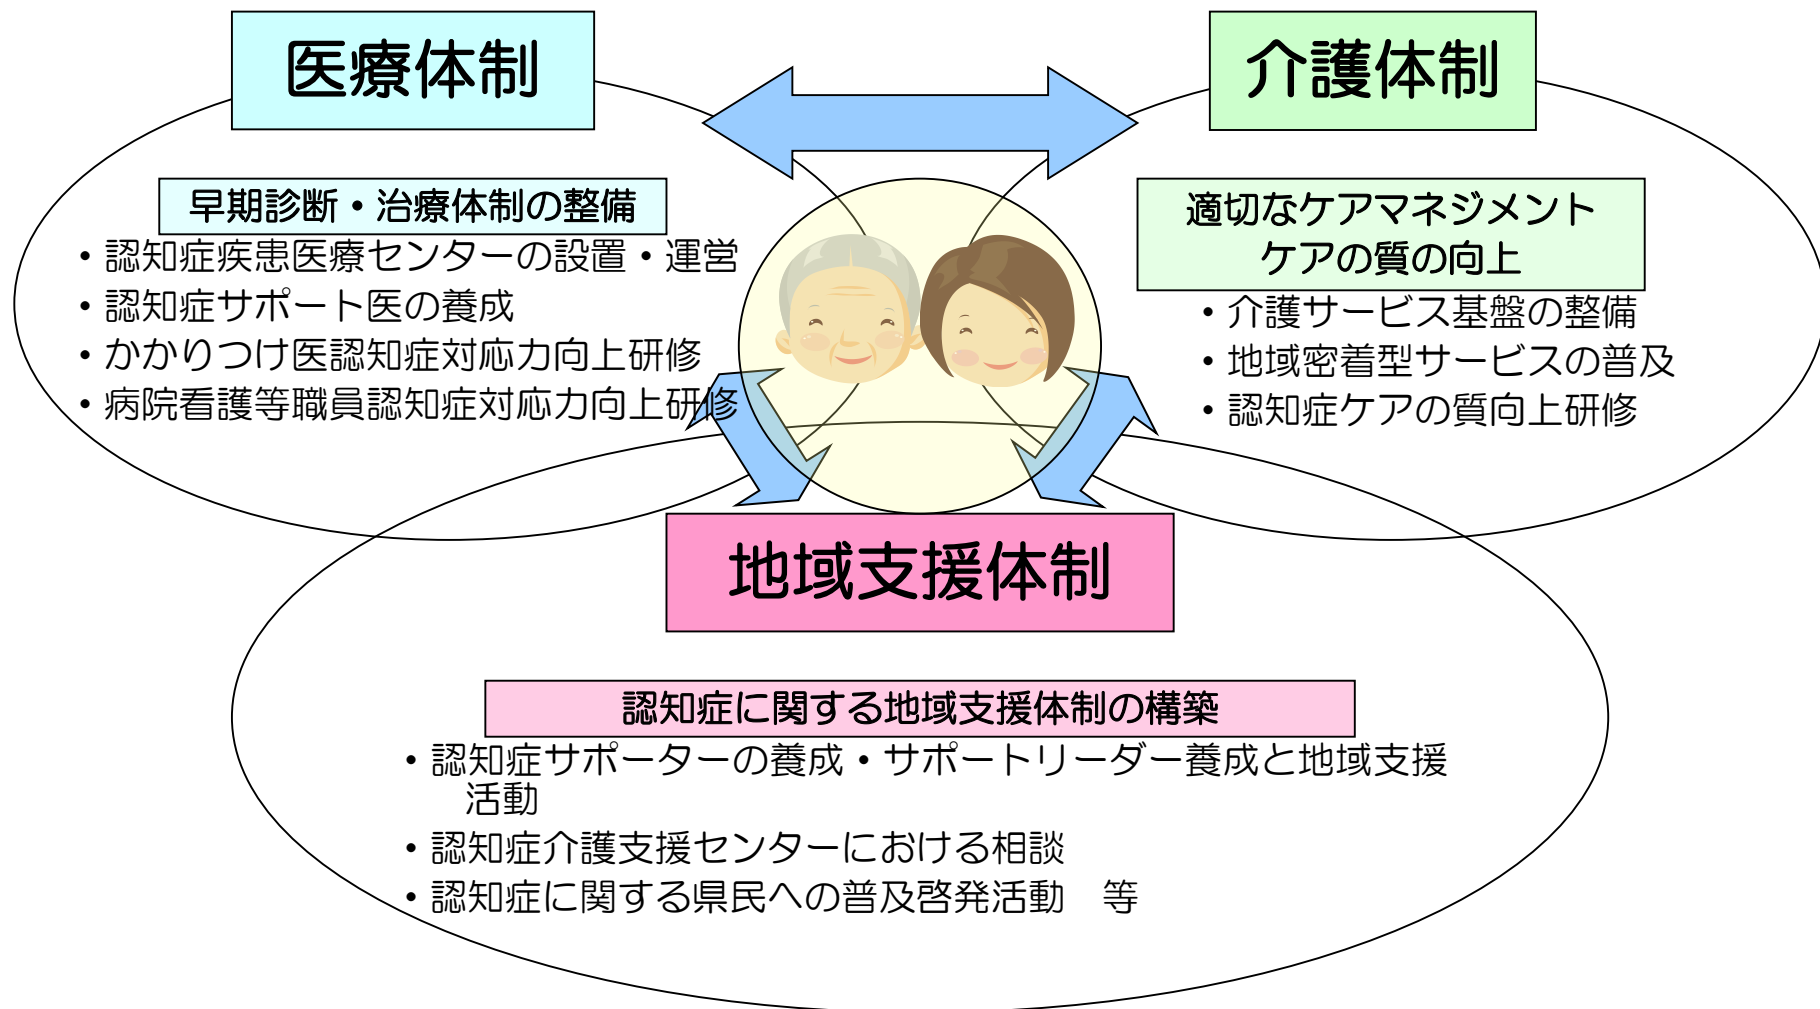 医療体制
早期診断・治療体制の整備
・認知症疾患医療センターの設置・運営
・認知症サポート医の養成
・かかりつけ医認知症対応力向上研修
・病院看護等職員認知症対応力向上研修
介護体制
適切なケアマネジメント
ケアの質の向上
・介護サービス基盤の整備
・地域密着型サービスの普及
・認知症ケアの質向上研修
地域支援体制
認知症に関する地域支援体制の構築
・認知症サポーターの養成・サポートリーダー養成と地域支援
活動
・認知症介護支援センターにおける相談
・認知症に関する県民への普及啓発活動　等